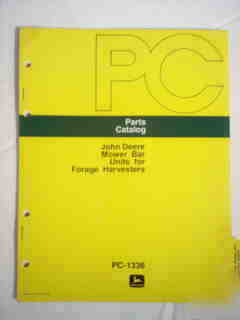 PC
Parts
Catalog
John Deere
Mower Bar
Units for
Forage Harvesters
PC-1336